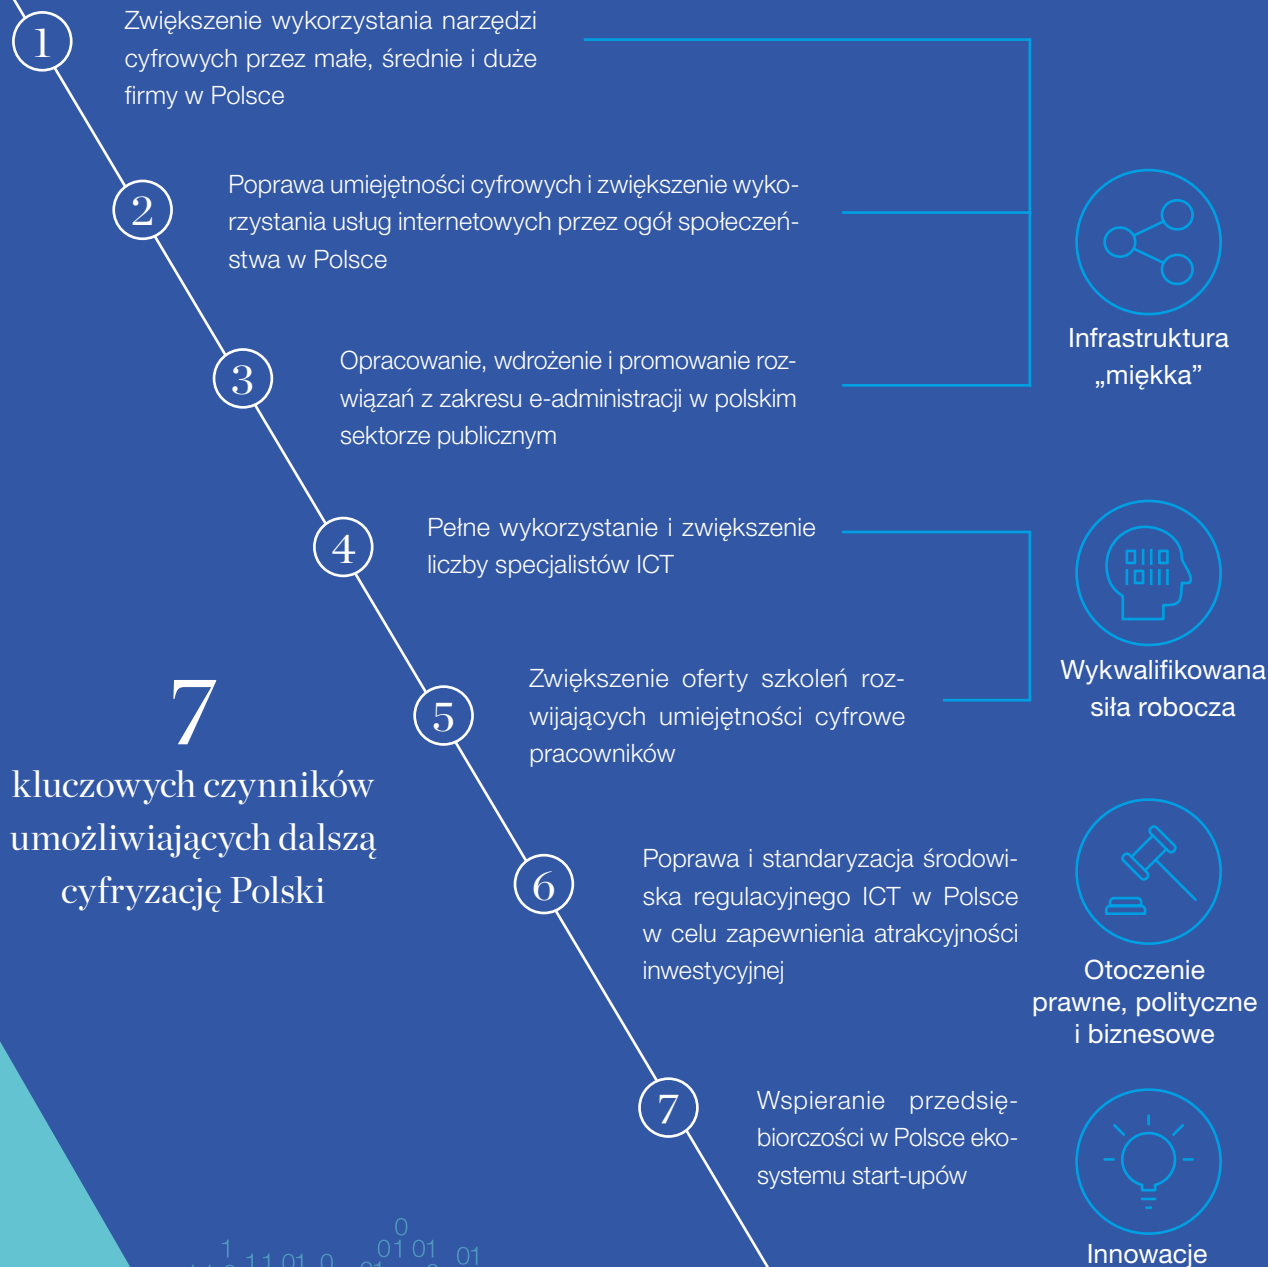 1
Zwiększenie wykorzystania narzędzi
cyfrowych przez małe, średnie i duże
firmy w Polsce
2
Poprawa umiejętności cyfrowych i zwiększenie wyko-
rzystania usług internetowych przez ogół społeczeń-
stwa w Polsce
3
Opracowanie, wdrożenie i promowanie roz-
wiązań z zakresu e-administracji w polskim
sektorze publicznym
Infrastruktura
„miękka”
4
Pełne wykorzystanie i zwiększenie
liczby specjalistów ICT
5
Zwiększenie oferty szkoleń roz-
wijających umiejętności cyfrowe
pracowników
Wykwalifikowana
siła robocza
7
kluczowych czynników
umożliwiających dalszą
cyfryzację Polski
6
Poprawa i standaryzacja środowi-
ska regulacyjnego ICT w Polsce
w celu zapewnienia atrakcyjności
inwestycyjnej
Otoczenie
prawne, polityczne
i biznesowe
7
Wspieranie przedsię-
biorczości w Polsce eko-
systemu start-upów
Innowacje